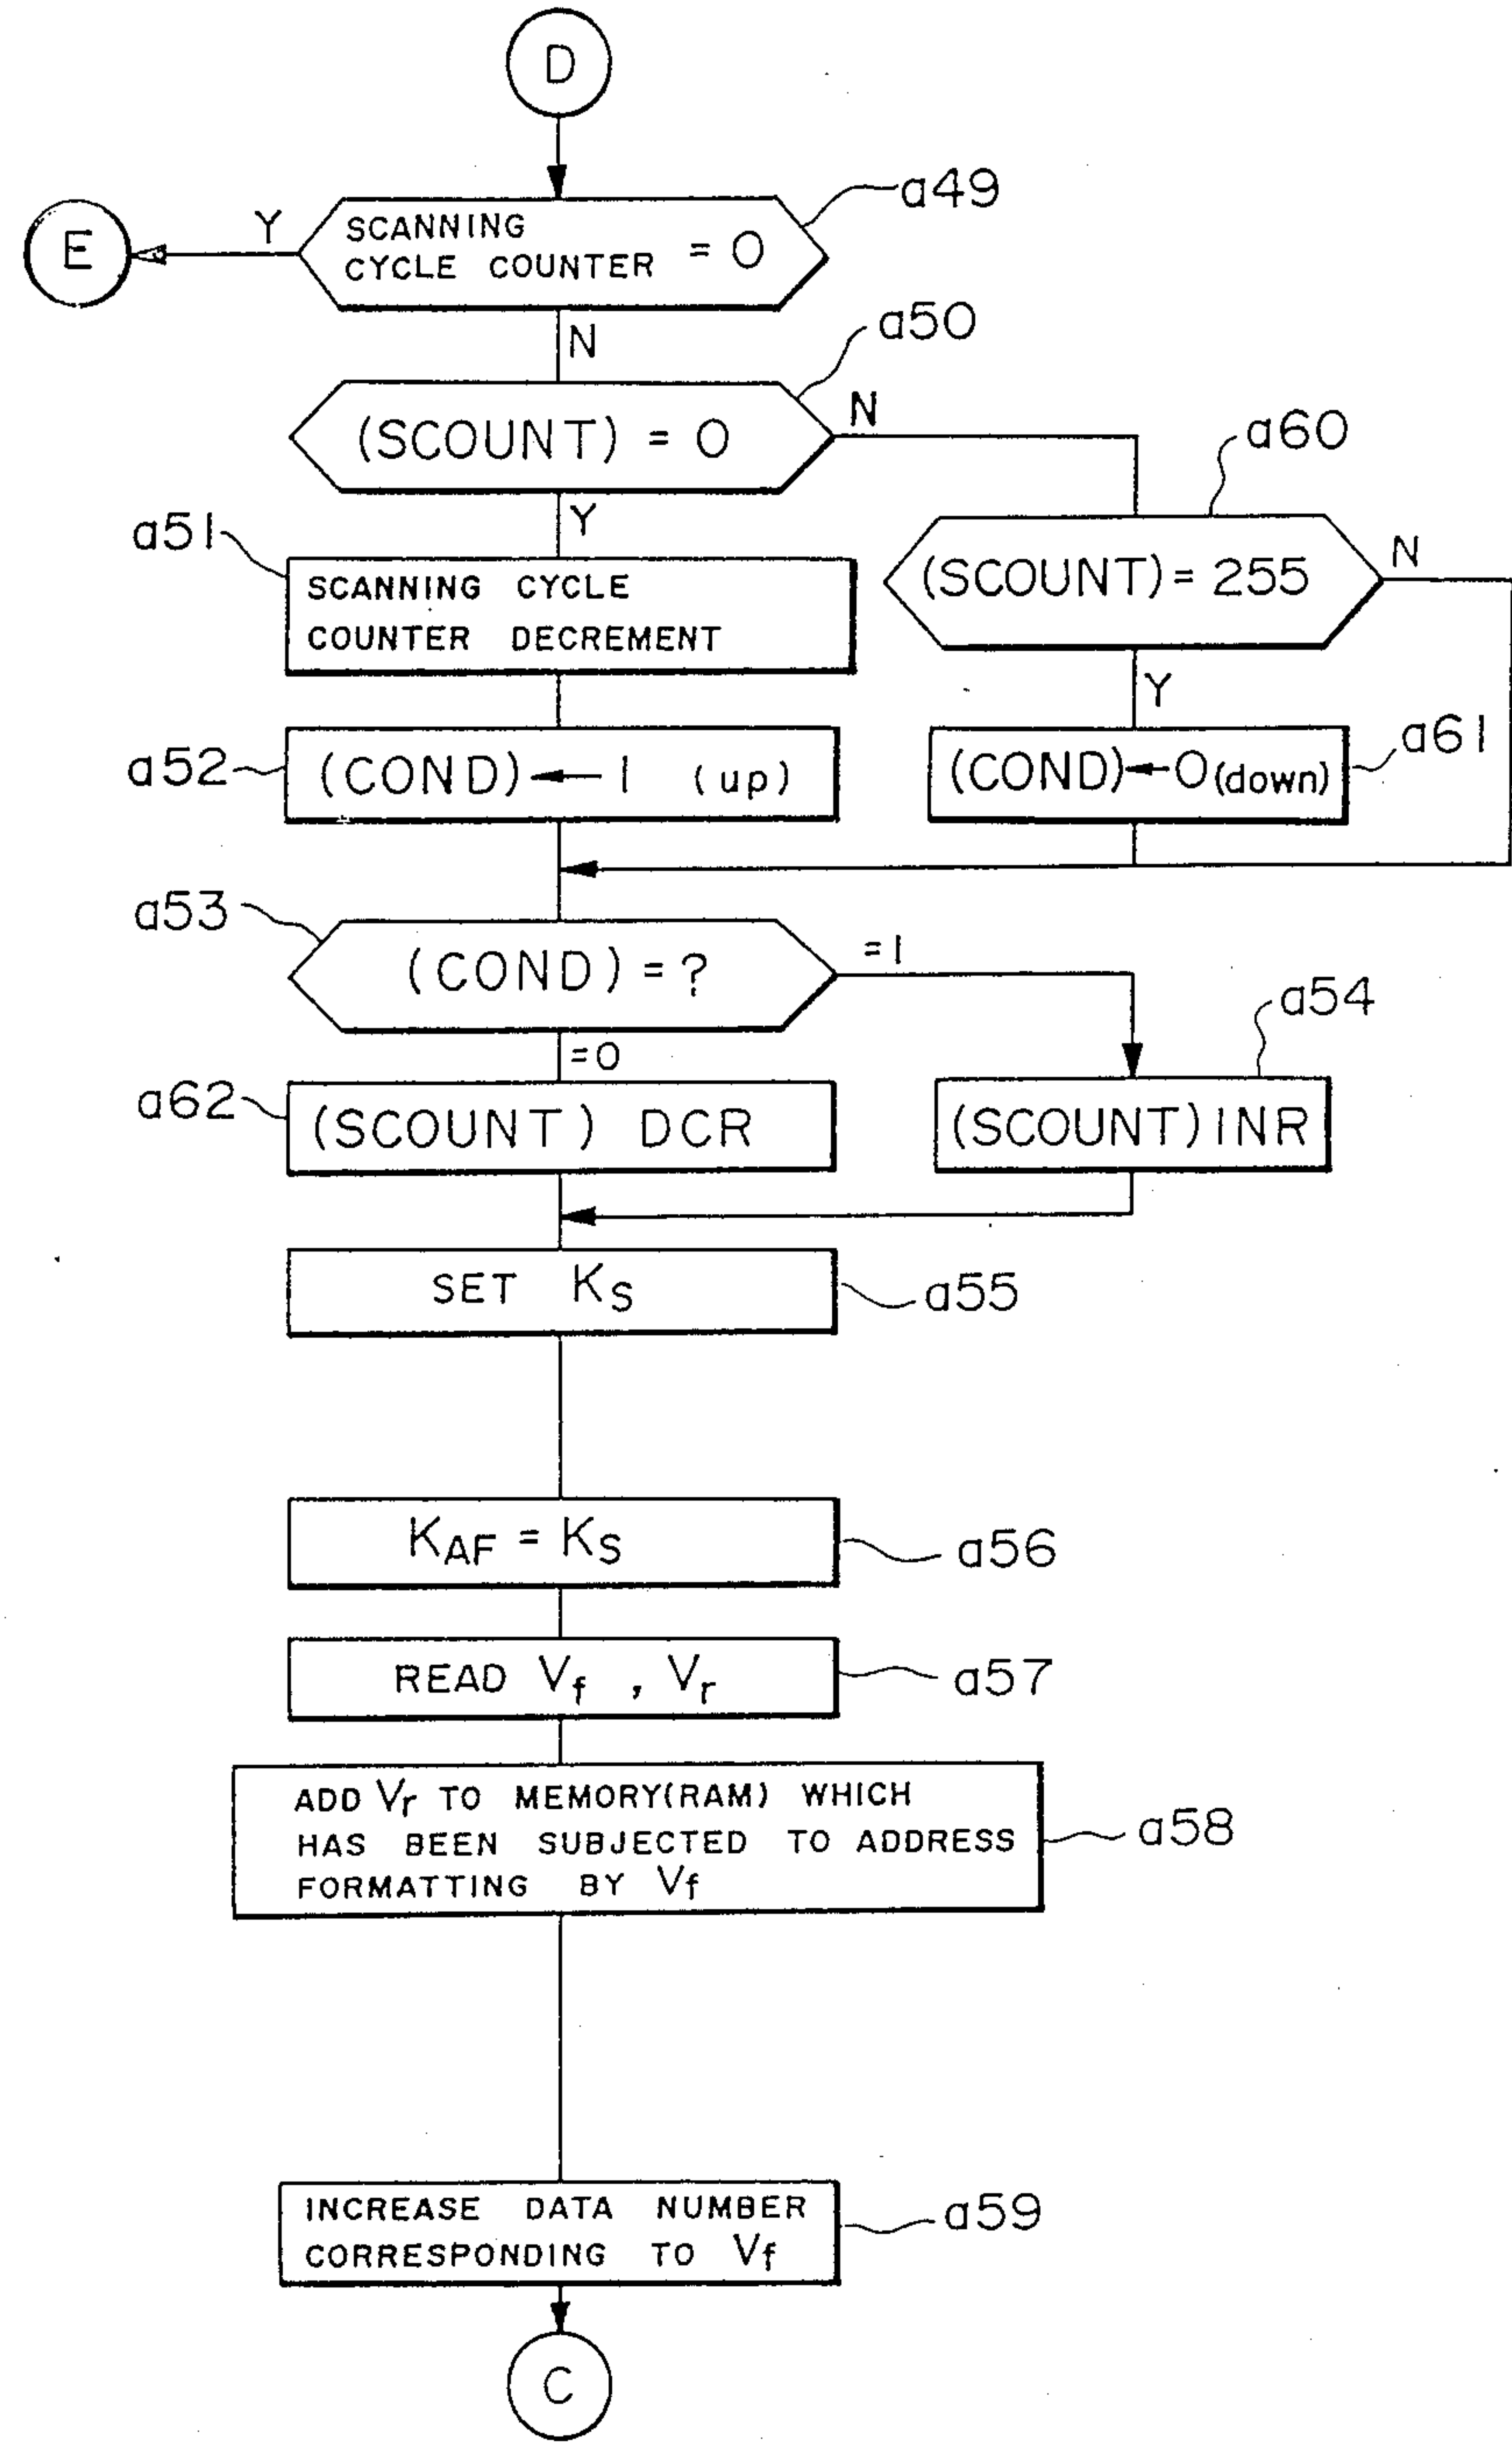 D
a49
E
Y
SCANNING
CYCLE COUNTER = 0
N
a50
(SCOUNT) = 0
N
a60
Y
a51
SCANNING CYCLE
COUNTER DECREMENT
(SCOUNT) = 255
N
Y
a52
(COND) ← 1 (up)
(COND) ← 0 (down)
a61
a53
(COND) = ?
=1
a54
=0
a62
(SCOUNT) DCR
(SCOUNT) INR
SET KS
a55
KAF = KS
a56
READ Vf , Vr
a57
ADD Vr TO MEMORY(RAM) WHICH
HAS BEEN SUBJECTED TO ADDRESS
FORMATTING BY Vf
a58
INCREASE DATA NUMBER
CORRESPONDING TO Vf
a59
C